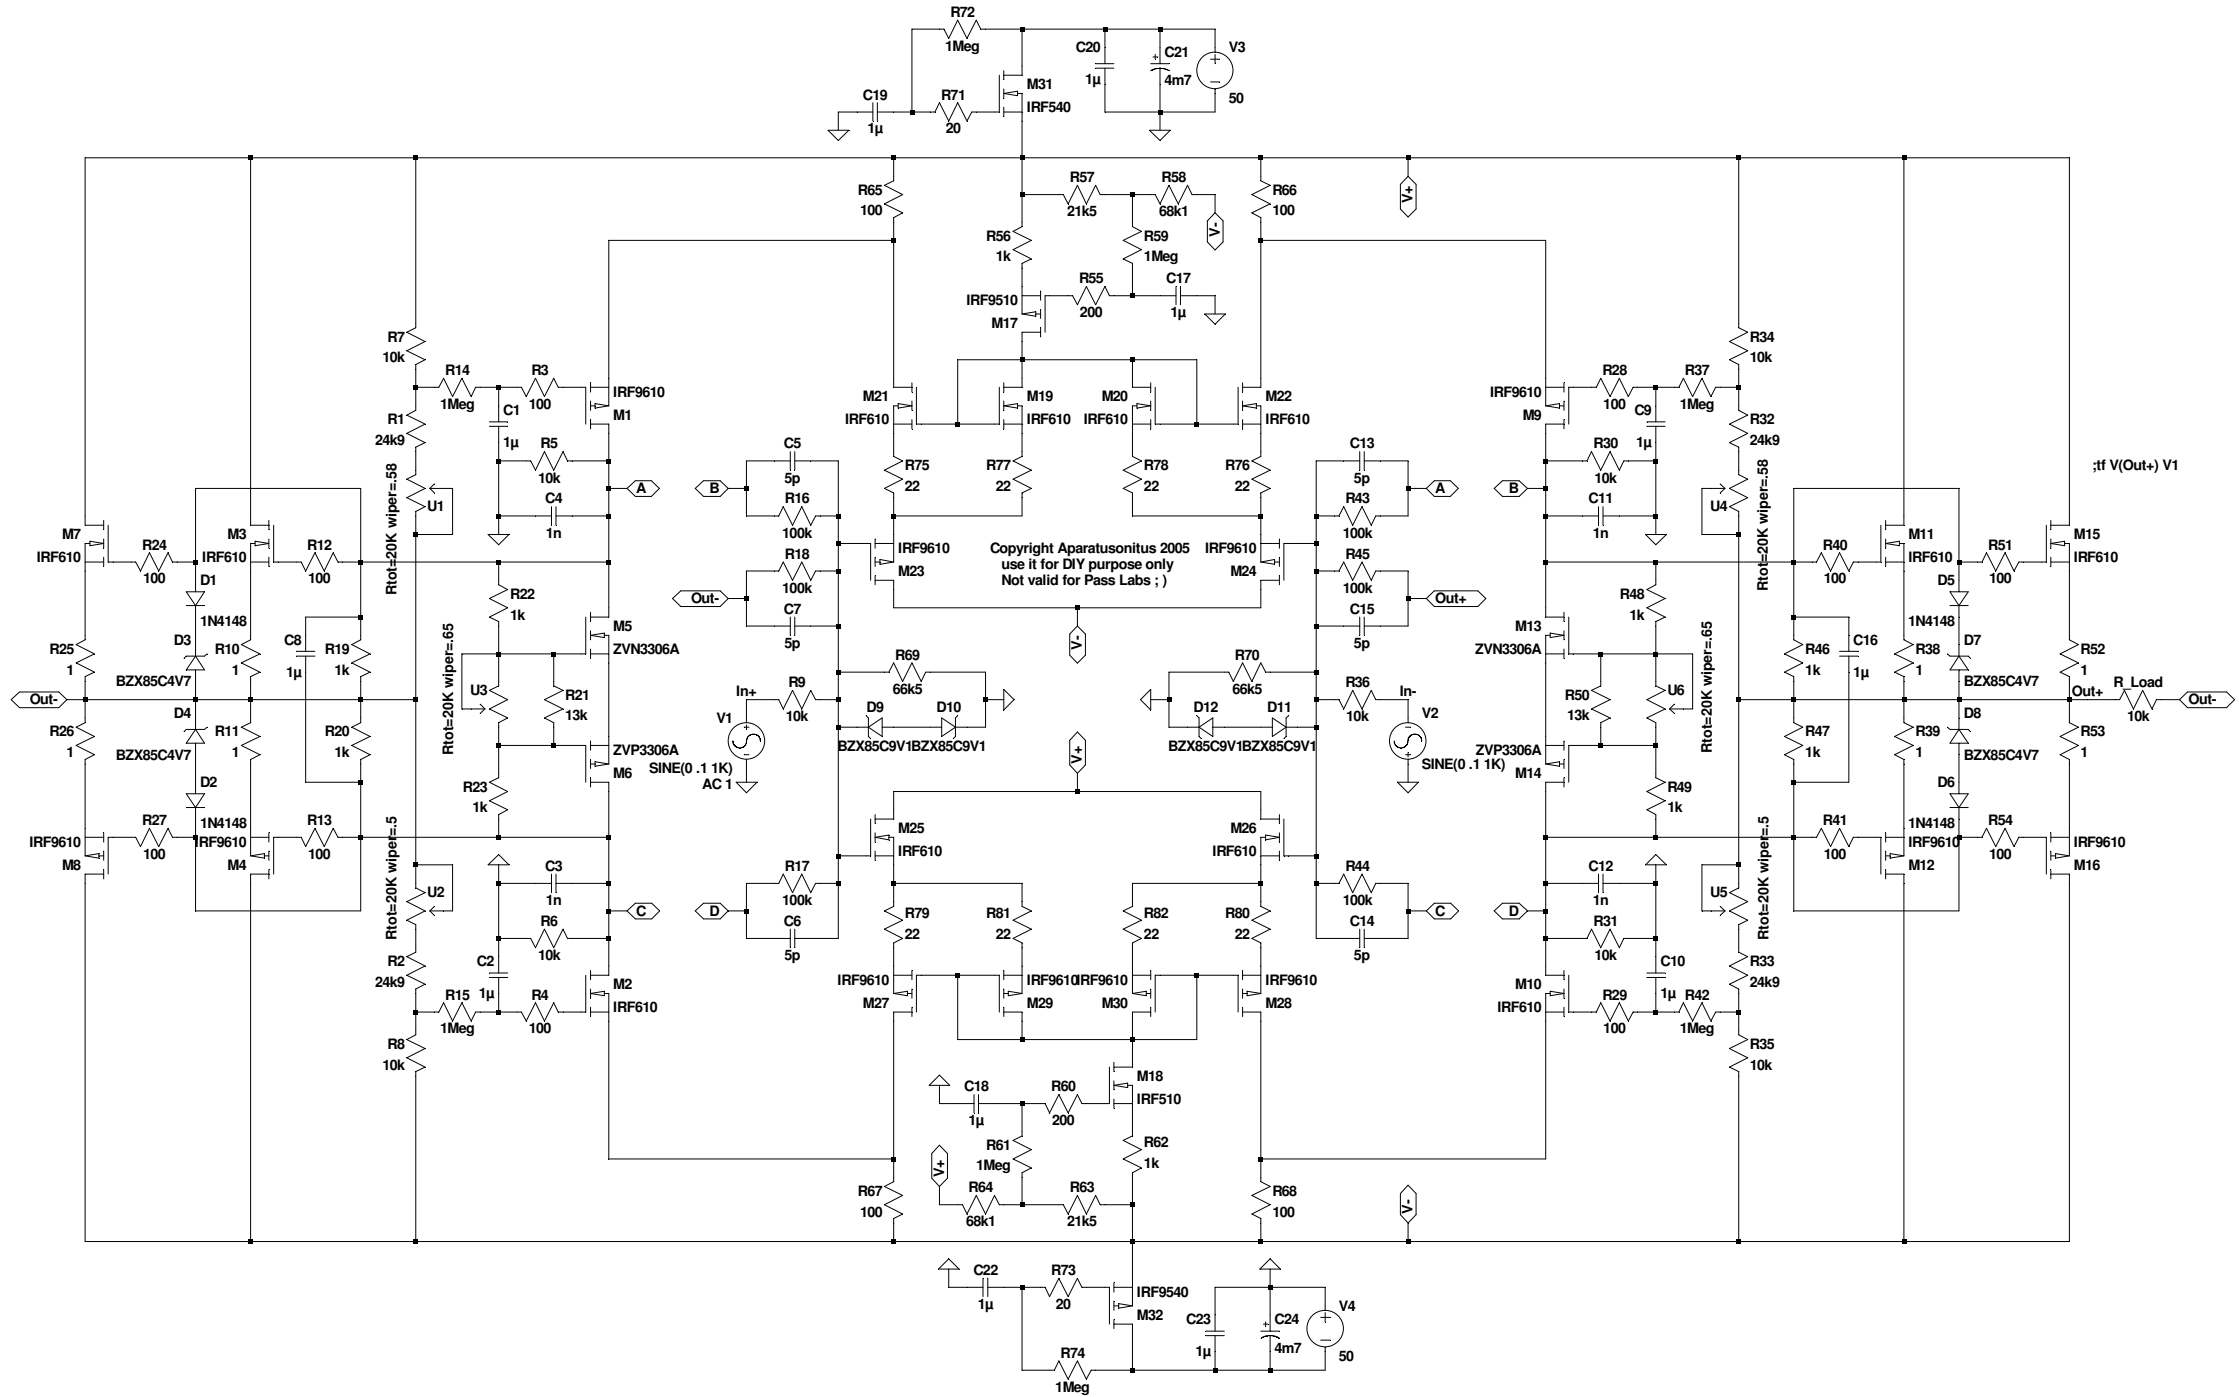 R72
1Meg
C20
1µ
C21
4m7
V3
50
M31
IRF540
C19
1µ
R71
20
R65
100
R57
21k5
R58
68k1
V-
R66
100
V+
R56
1k
R59
1Meg
R55
200
C17
1µ
IRF9510
M17
R7
10k
R14
1Meg
R3
100
IRF9610
M1
C1
1µ
R1
24k9
R5
10k
C4
1n
A
U1
Rtot=20K wiper=.58
M21
IRF610
M19
IRF610
M20
IRF610
M22
IRF610
R75
22
R77
22
R78
22
R76
22
IRF9610
M9
R28
100
R37
1Meg
C9
1µ
R34
10k
R32
24k9
R30
10k
C11
1n
B
U4
Rtot=20K wiper=.58
;tf V(Out+) V1
C5
5p
B
R16
100k
R18
100k
Out-
C7
5p
IRF9610
M23
Copyright Aparatusonitus 2005
use it for DIY purpose only
Not valid for Pass Labs ; )
IRF9610
M24
V-
C13
5p
A
R43
100k
R45
100k
Out+
C15
5p
M7
IRF610
R24
100
M3
IRF610
R12
100
D1
1N4148
D3
BZX85C4V7
R25
1
R10
1
C8
1µ
R19
1k
R22
1k
M5
ZVN3306A
U3
Rtot=20K wiper=.65
R21
13k
Out-
R26
1
D4
BZX85C4V7
R11
1
R20
1k
D2
1N4148
ZVP3306A
M6
R23
1k
IRF9610
M8
R27
100
IRF9610
M4
R13
100
In+
V1
SINE(0 .1 1K)
AC 1
R9
10k
R69
66k5
D9
BZX85C9V1
D10
BZX85C9V1
V+
R70
66k5
D12
BZX85C9V1
D11
BZX85C9V1
R36
10k
In-
V2
SINE(0 .1 1K)
M13
ZVN3306A
R48
1k
R50
13k
U6
Rtot=20K wiper=.65
ZVP3306A
M14
R49
1k
R40
100
M11
IRF610
R51
100
M15
IRF610
D5
1N4148
D7
BZX85C4V7
R46
1k
C16
1µ
R38
1
R52
1
Out+
R_Load
10k
Out-
R47
1k
R39
1
D8
BZX85C4V7
R53
1
D6
1N4148
R41
100
IRF9610
M12
R54
100
IRF9610
M16
U2
Rtot=20K wiper=.5
C3
1n
C
R6
10k
C2
1µ
R2
24k9
R15
1Meg
R4
100
M2
IRF610
R8
10k
R17
100k
D
C6
5p
M25
IRF610
M26
IRF610
R79
22
R81
22
R82
22
R80
22
R44
100k
C
C14
5p
IRF9610
M27
IRF9610
M29
IRF9610
M30
IRF9610
M28
C12
1n
D
R31
10k
C10
1µ
M10
IRF610
R29
100
R42
1Meg
U5
Rtot=20K wiper=.5
R33
24k9
R35
10k
C18
1µ
R60
200
M18
IRF510
R61
1Meg
R62
1k
V+
R64
68k1
R63
21k5
R67
100
R68
100
V-
C22
1µ
R73
20
IRF9540
M32
R74
1Meg
C23
1µ
C24
4m7
V4
50